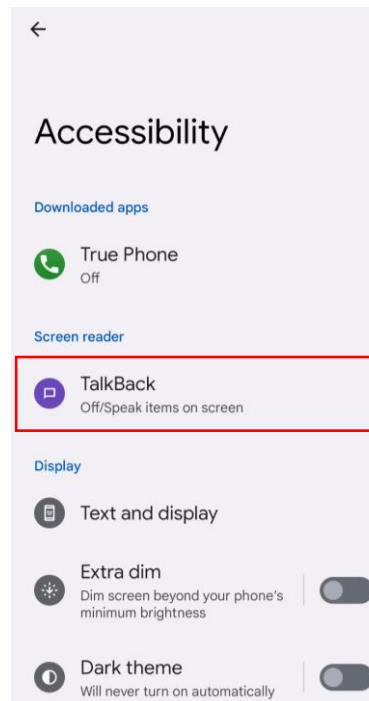 Accessibility
Downloaded apps
True Phone
Off
Screen reader
TalkBack
Off/Speak items on screen
Display
Text and display
Extra dim
Dim screen beyond your phone's
minimum brightness
Dark theme
Will never turn on automatically